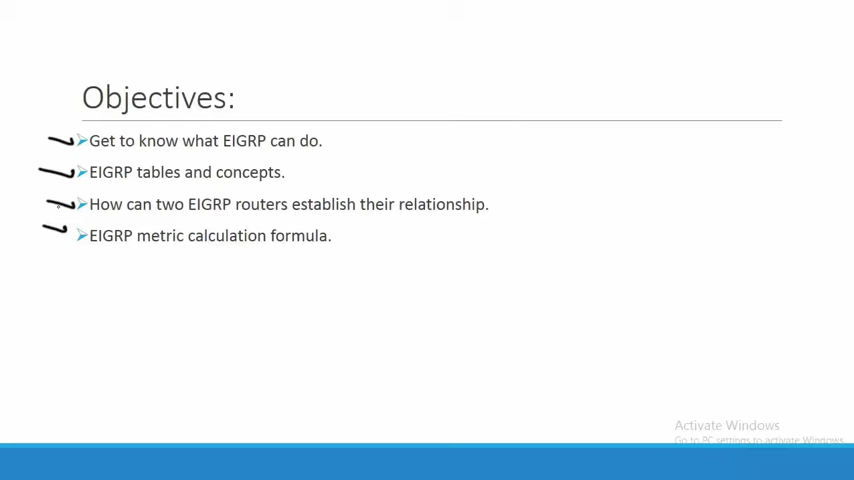 Objectives:
Get to know what EIGRP can do.
EIGRP tables and concepts.
How can two EIGRP routers establish their relationship.
EIGRP metric calculation formula.
Activate Windows
Go to PC settings to activate Windows.